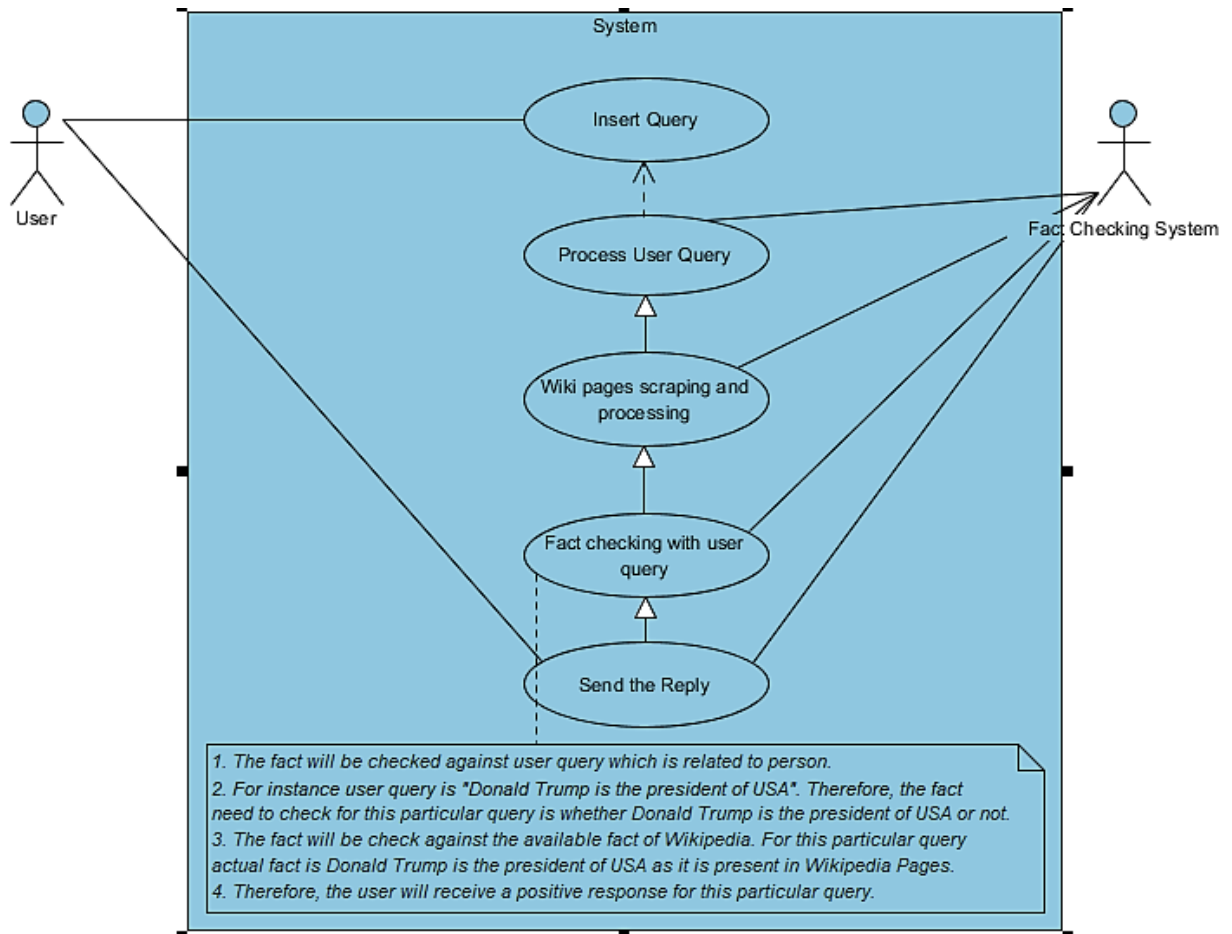 System
Insert Query
User
Process User Query
Fact Checking System
Wiki pages scraping and
processing
Fact checking with user
query
Send the Reply
1. The fact will be checked against user query which is related to person.
2. For instance user query is "Donald Trump is the president of USA". Therefore, the fact
need to check for this particular query is whether Donald Trump is the president of USA or not.
3. The fact will be check against the available fact of Wikipedia. For this particular query
actual fact is Donald Trump is the president of USA as it is present in Wikipedia Pages.
4. Therefore, the user will receive a positive response for this particular query.